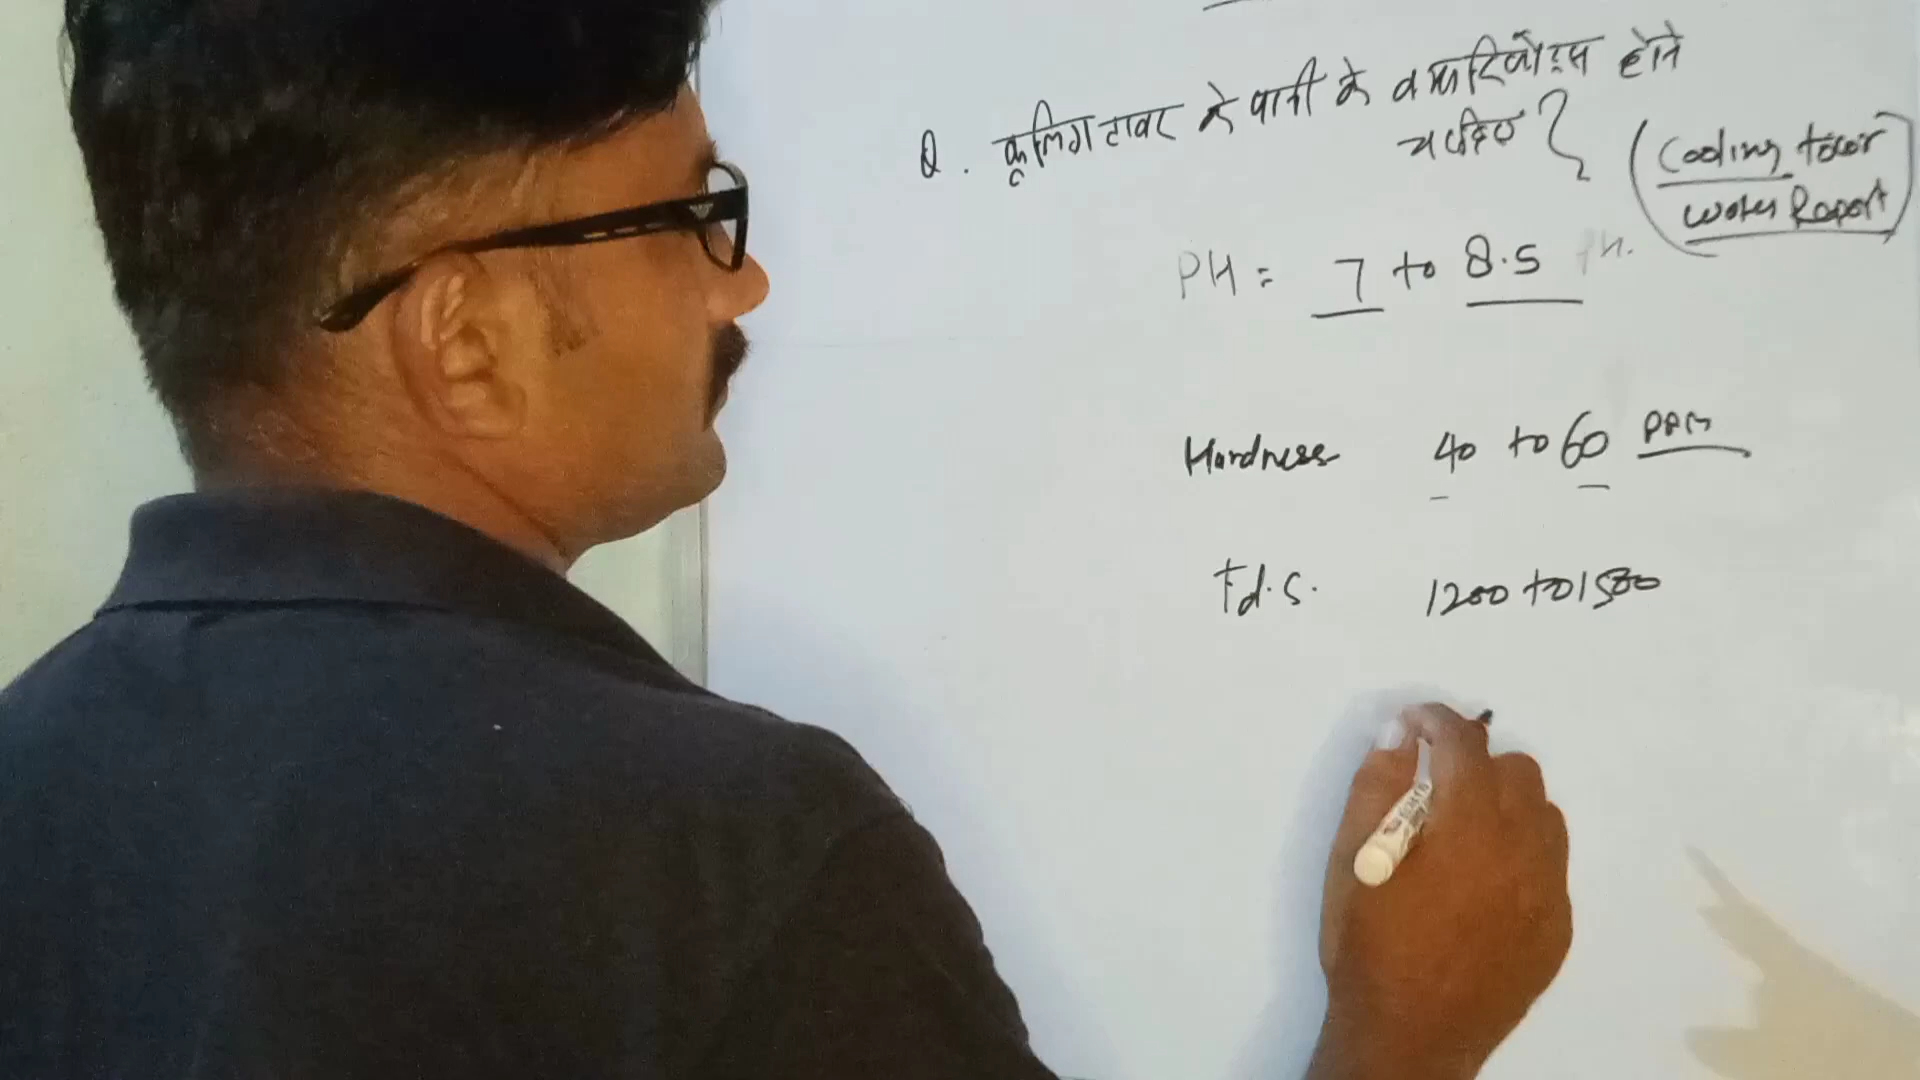 Q. कूलिंग टावर के पानी के क्या रिपोर्ट्स होने
चाहिए ?
(Cooling tower
water Report)
PH = 7 to 8.5 PH.
Hardness 40 to 60 PPM
T.d.s. 1200 to 1500